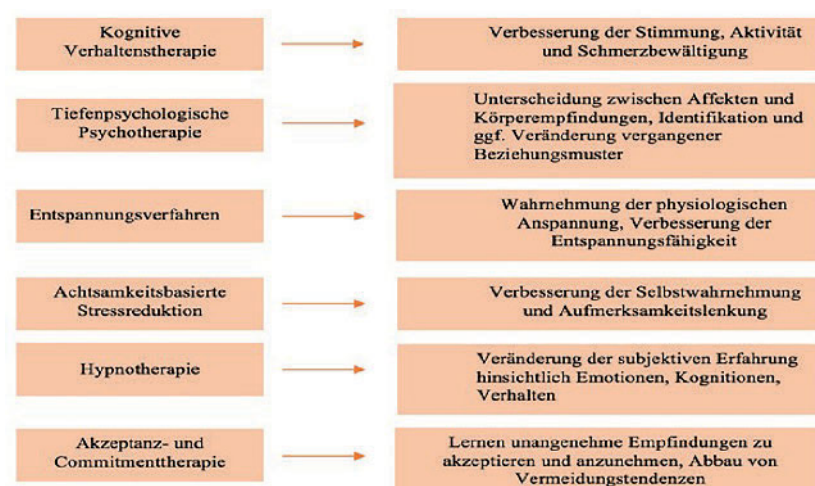 Kognitive
Verhaltenstherapie
Verbesserung der Stimmung, Aktivität
und Schmerzbewältigung
Tiefenpsychologische
Psychotherapie
Unterscheidung zwischen Affekten und
Körperempfindungen, Identifikation und
ggf. Veränderung vergangener
Beziehungsmuster
Entspannungsverfahren
Wahrnehmung der physiologischen
Anspannung, Verbesserung der
Entspannungsfähigkeit
Achtsamkeitsbasierte
Stressreduktion
Verbesserung der Selbstwahrnehmung
und Aufmerksamkeitslenkung
Hypnotherapie
Veränderung der subjektiven Erfahrung
hinsichtlich Emotionen, Kognitionen,
Verhalten
Akzeptanz- und
Commitmenttherapie
Lernen unangenehme Empfindungen zu
akzeptieren und anzunehmen, Abbau von
Vermeidungstendenzen